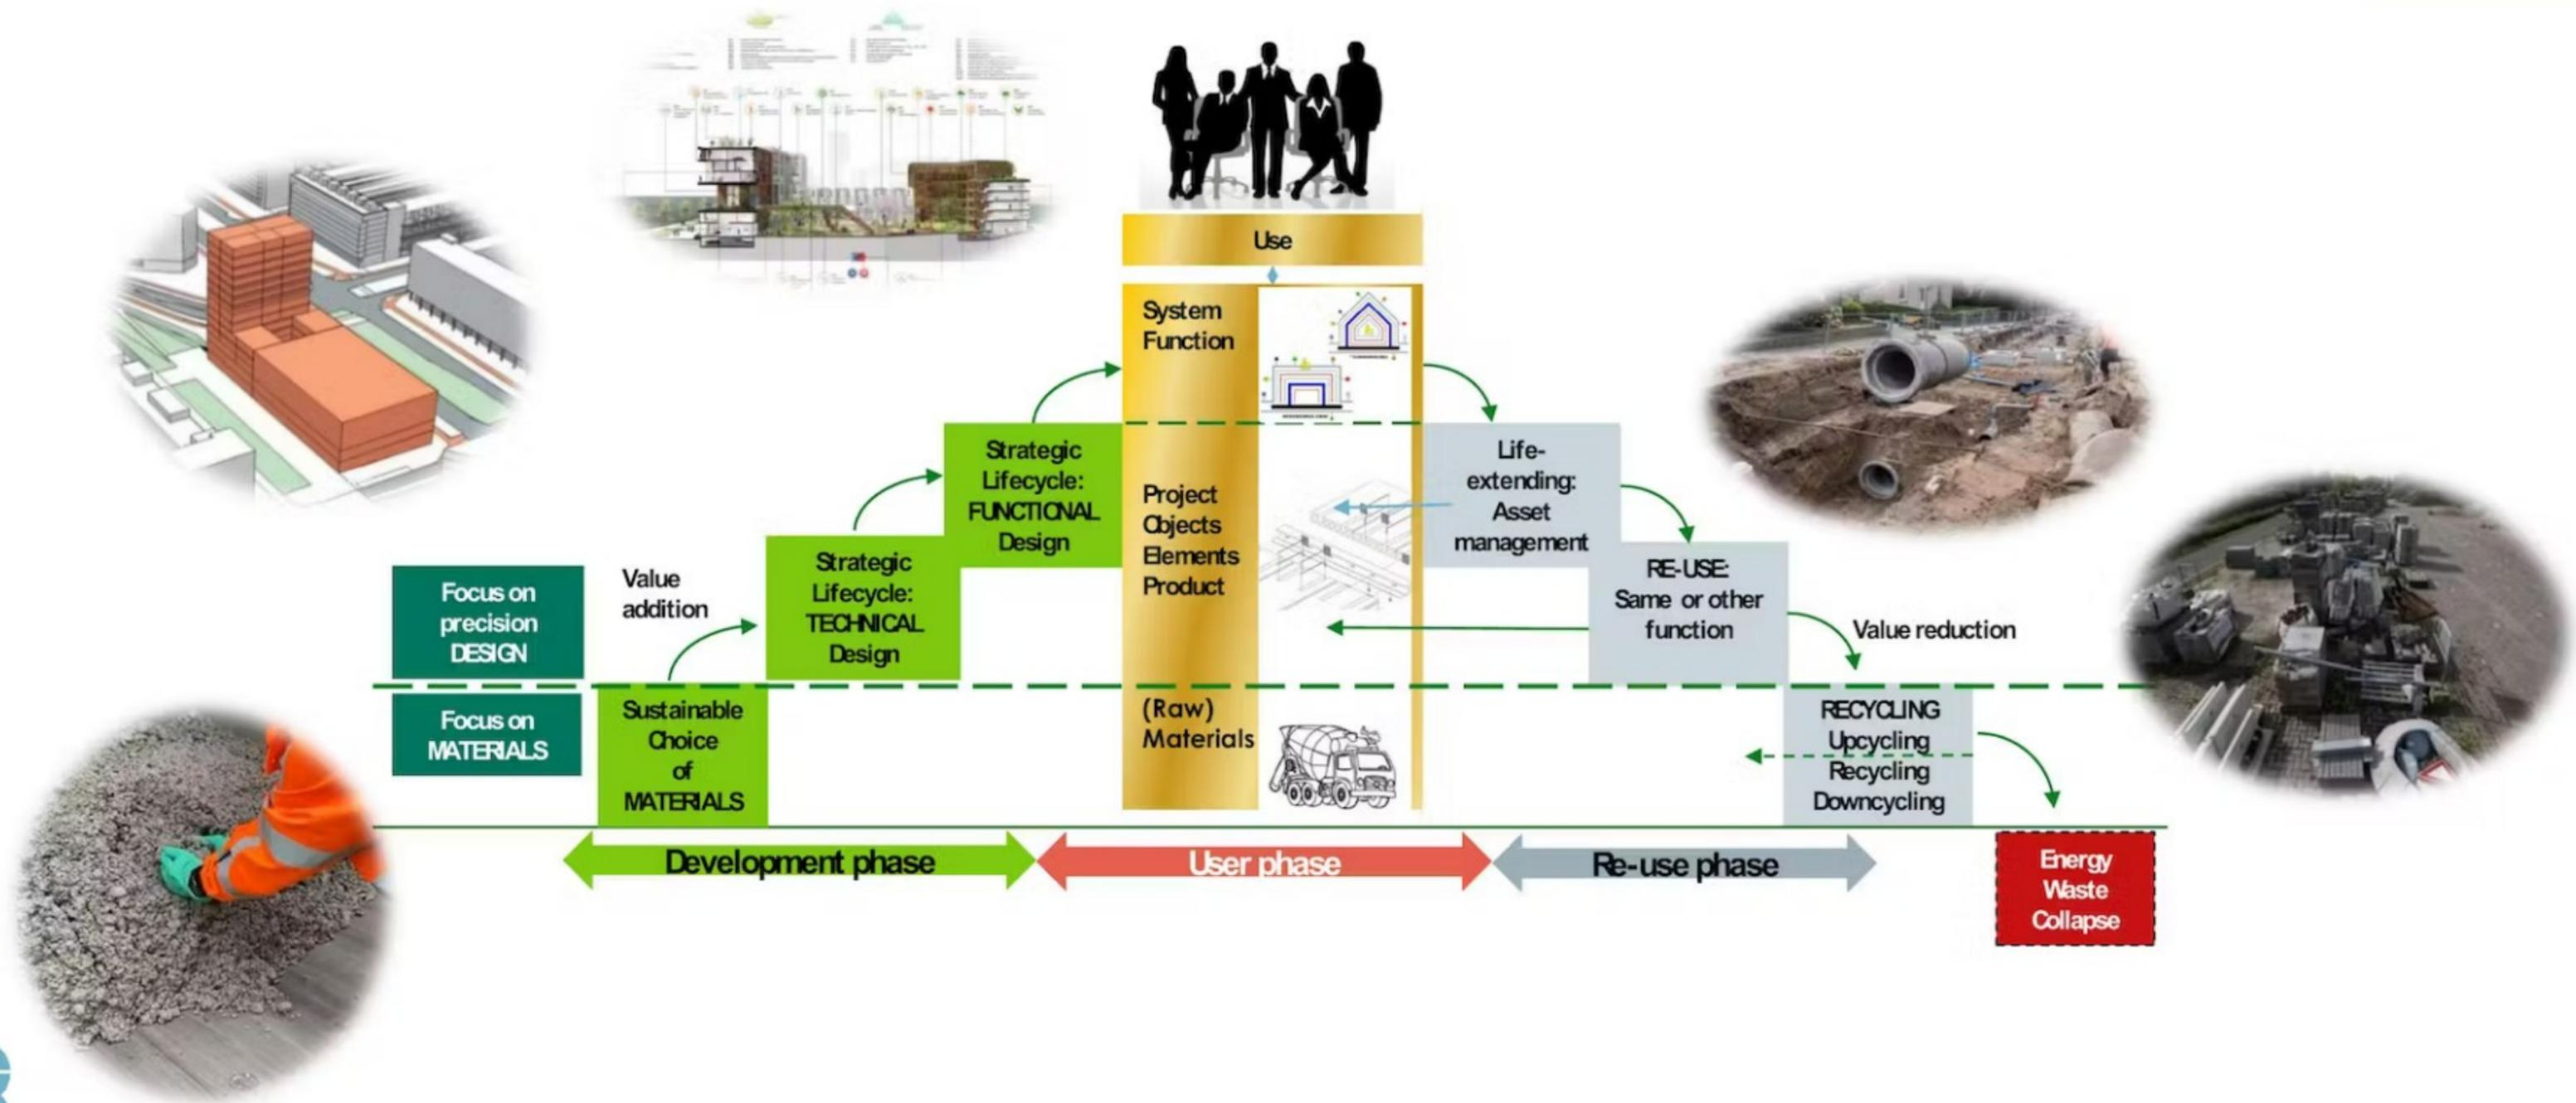 Use
System
Function
Strategic
Lifecycle:
FUNCTIONAL
Design
Project
Objects
Elements
Product
Life-
extending:
Asset
management
Focus on
precision
DESIGN
Value
addition
Strategic
Lifecycle:
TECHNICAL
Design
RE-USE:
Same or other
function
Value reduction
Focus on
MATERIALS
Sustainable
Choice
of
MATERIALS
(Raw)
Materials
RECYCLING
Upcycling
Recycling
Downcycling
Development phase
User phase
Re-use phase
Energy
Waste
Collapse